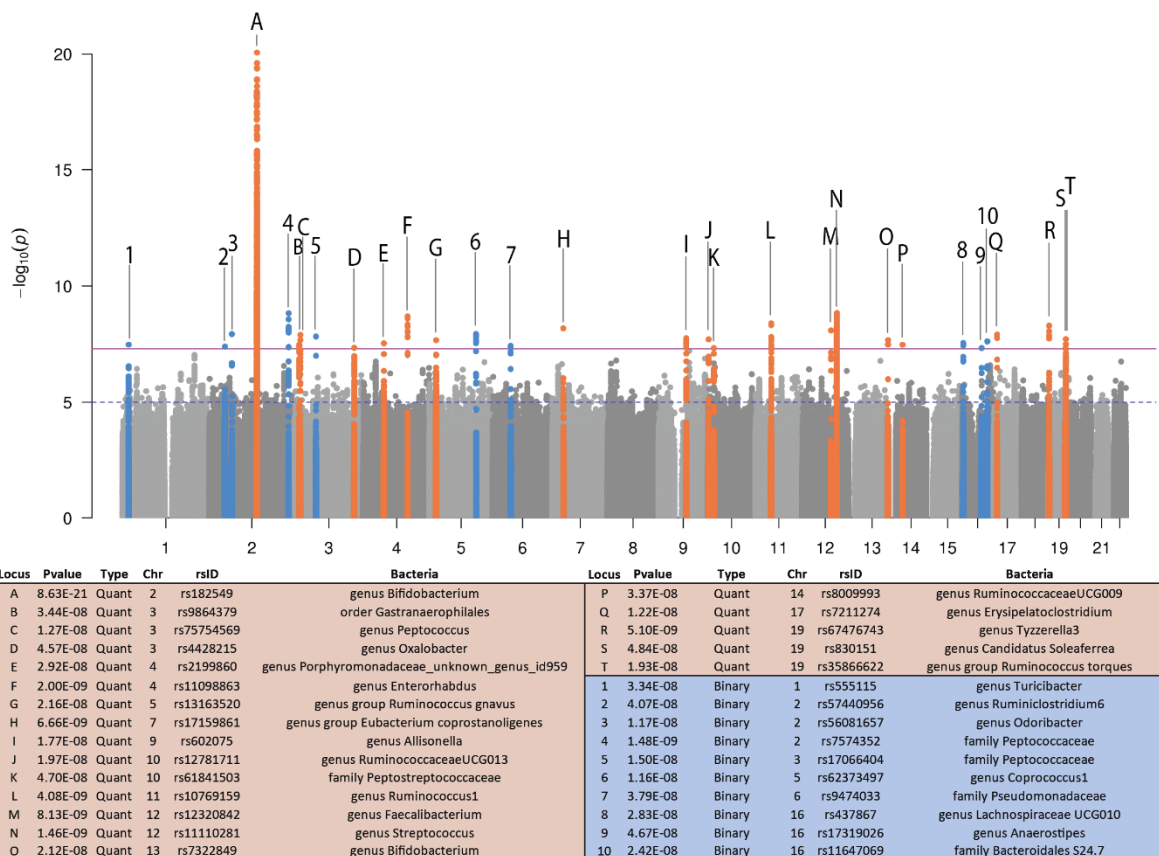 A
20
15
10
5
0
−log10(p)
1
2
3
4
B
C
5
D
E
F
G
6
7
H
I
J
K
L
M
N
O
P
8
9
10
Q
R
S
T
1 2 3 4 5 6 7 8 9 10 11 12 13 14 15 17 19 21
Locus Pvalue Type Chr rsID Bacteria
A 8.63E-21 Quant 2 rs182549 genus Bifidobacterium
B 3.44E-08 Quant 3 rs9864379 order Gastranaerophilales
C 1.27E-08 Quant 3 rs75754569 genus Peptococcus
D 4.57E-08 Quant 3 rs4428215 genus Oxalobacter
E 2.92E-08 Quant 4 rs2199860 genus Porphyromonadaceae_unknown_genus_id959
F 2.00E-09 Quant 4 rs11098863 genus Enterorhabdus
G 2.16E-08 Quant 5 rs13163520 genus group Ruminococcus gnavus
H 6.66E-09 Quant 7 rs17159861 genus group Eubacterium coprostanoligenes
I 1.77E-08 Quant 9 rs602075 genus Allisonella
J 1.97E-08 Quant 10 rs12781711 genus RuminococcaceaeUCG013
K 4.70E-08 Quant 10 rs61841503 family Peptostreptococcaceae
L 4.08E-09 Quant 11 rs10769159 genus Ruminococcus1
M 8.13E-09 Quant 12 rs12320842 genus Faecalibacterium
N 1.46E-09 Quant 12 rs11110281 genus Streptococcus
O 2.12E-08 Quant 13 rs7322849 genus Bifidobacterium
Locus Pvalue Type Chr rsID Bacteria
P 3.37E-08 Quant 14 rs8009993 genus RuminococcaceaeUCG009
Q 1.22E-08 Quant 17 rs7211274 genus Erysipelatoclostridium
R 5.10E-09 Quant 19 rs67476743 genus Tyzzerella3
S 4.84E-08 Quant 19 rs830151 genus Candidatus Soleaferrea
T 1.93E-08 Quant 19 rs35866622 genus group Ruminococcus torques
1 3.34E-08 Binary 1 rs555115 genus Turicibacter
2 4.07E-08 Binary 2 rs57440956 genus Ruminiclostridium6
3 1.17E-08 Binary 2 rs56081657 genus Odoribacter
4 1.48E-09 Binary 2 rs7574352 family Peptococcaceae
5 1.50E-08 Binary 3 rs17066404 family Peptococcaceae
6 1.16E-08 Binary 5 rs62373497 genus Coprococcus1
7 3.79E-08 Binary 6 rs9474033 family Pseudomonadaceae
8 2.83E-08 Binary 16 rs437867 genus Lachnospiraceae UCG010
9 4.67E-08 Binary 16 rs17319026 genus Anaerostipes
10 2.42E-08 Binary 16 rs11647069 family Bacteroidales S24.7